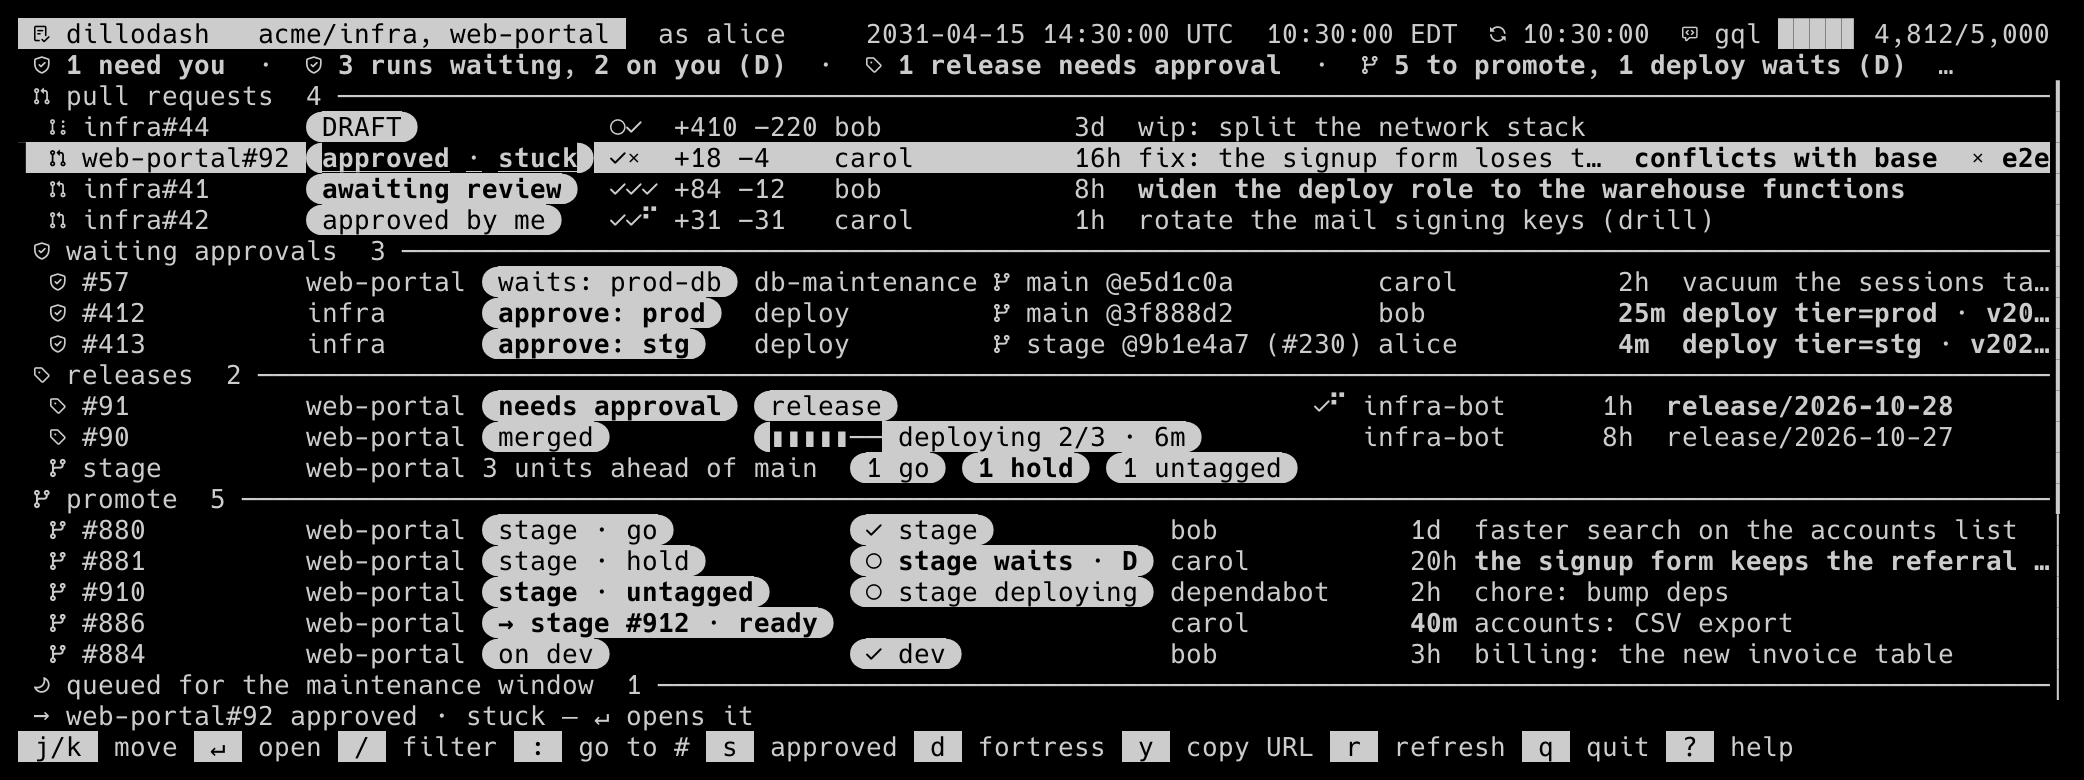 dillodash   acme/infra, web-portal   as alice   2031-04-15 14:30:00 UTC  10:30:00 EDT  10:30:00  gql 4,812/5,000
1 need you  ·  3 runs waiting, 2 on you (D)  ·  1 release needs approval  ·  5 to promote, 1 deploy waits (D)  …
pull requests  4
infra#44  DRAFT  ○✓  +410 −220 bob  3d  wip: split the network stack
web-portal#92  approved · stuck  ✓×  +18 −4  carol  16h fix: the signup form loses t…  conflicts with base  × e2e
infra#41  awaiting review  ✓✓✓ +84 −12  bob  8h  widen the deploy role to the warehouse functions
infra#42  approved by me  ✓✓ +31 −31  carol  1h  rotate the mail signing keys (drill)
waiting approvals  3
#57  web-portal  waits: prod-db  db-maintenance  main @e5d1c0a  carol  2h  vacuum the sessions ta…
#412  infra  approve: prod  deploy  main @3f888d2  bob  25m deploy tier=prod · v20…
#413  infra  approve: stg  deploy  stage @9b1e4a7 (#230) alice  4m  deploy tier=stg · v202…
releases  2
#91  web-portal  needs approval  release  ✓ infra-bot  1h  release/2026-10-28
#90  web-portal  merged  deploying 2/3 · 6m  infra-bot  8h  release/2026-10-27
stage  web-portal 3 units ahead of main  1 go  1 hold  1 untagged
promote  5
#880  web-portal  stage · go  ✓ stage  bob  1d  faster search on the accounts list
#881  web-portal  stage · hold  ○ stage waits · D  carol  20h the signup form keeps the referral …
#910  web-portal  stage · untagged  ○ stage deploying  dependabot  2h  chore: bump deps
#886  web-portal  → stage #912 · ready  carol  40m accounts: CSV export
#884  web-portal  on dev  ✓ dev  bob  3h  billing: the new invoice table
queued for the maintenance window  1
→ web-portal#92 approved · stuck — ↵ opens it
j/k move  ↵ open  / filter  : go to #  s approved  d fortress  y copy URL  r refresh  q quit  ? help